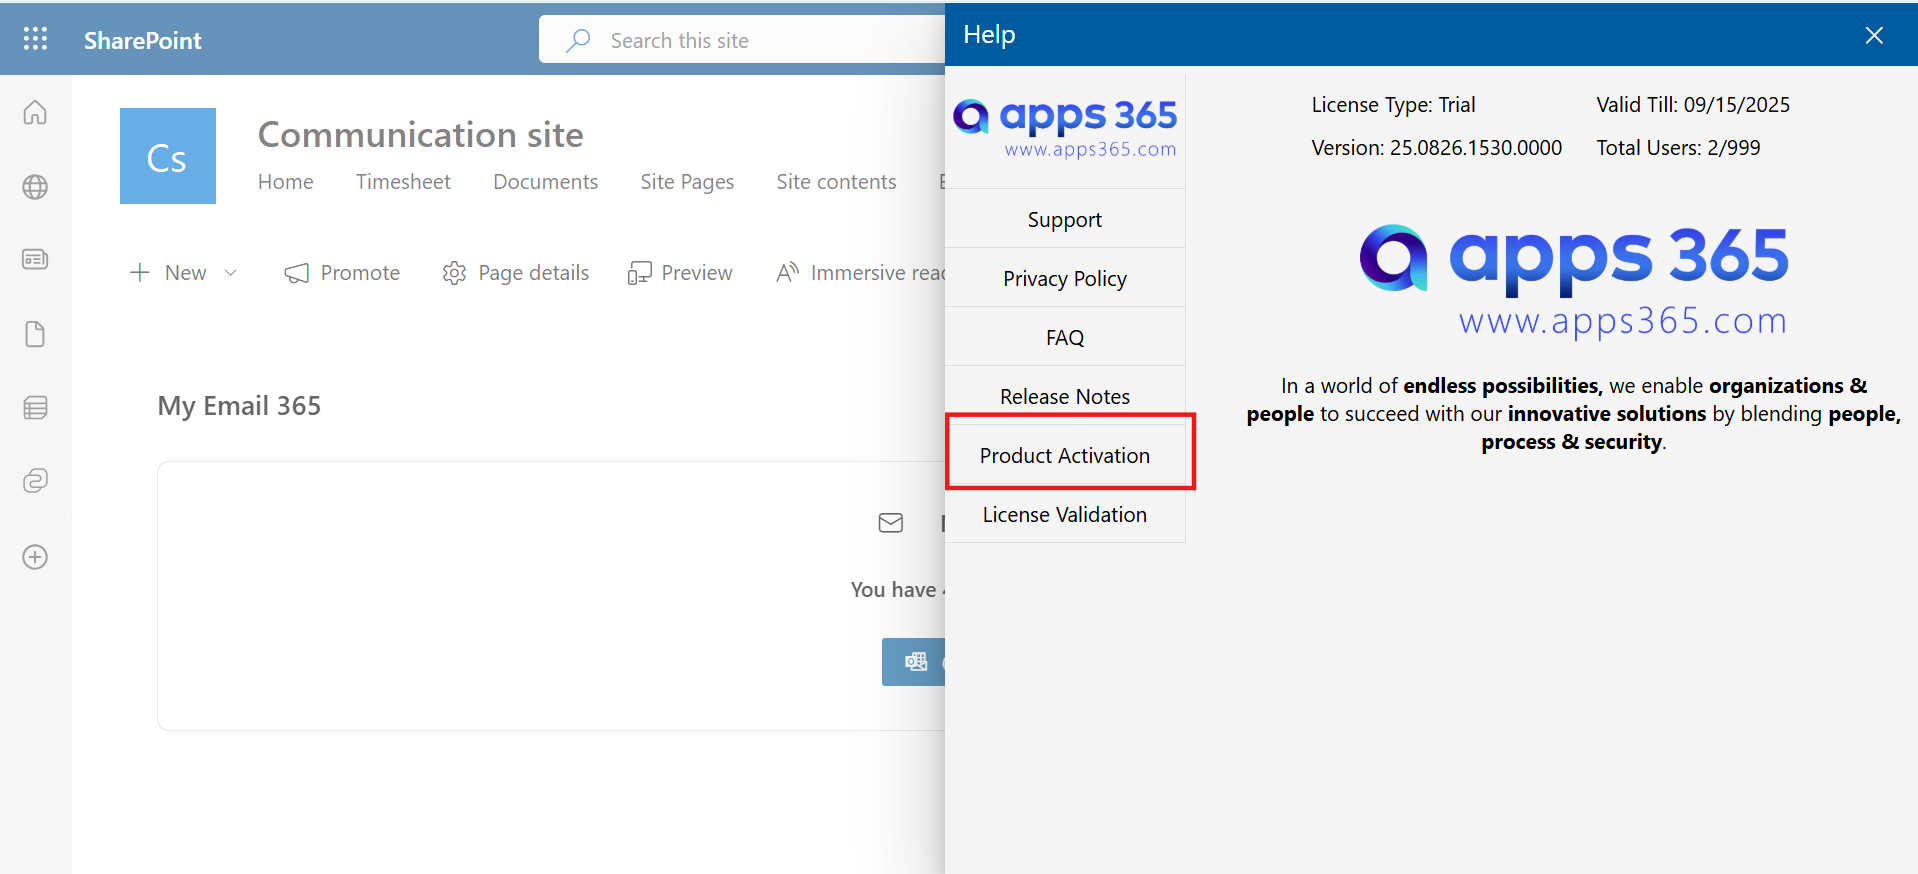 SharePoint
Search this site
Help
Cs
Communication site
Home Timesheet Documents Site Pages Site contents
New Promote Page details Preview Immersive
My Email 365
You have
apps 365
www.apps365.com
Support
Privacy Policy
FAQ
Release Notes
Product Activation
License Validation
License Type: Trial Valid Till: 09/15/2025
Version: 25.0826.1530.0000 Total Users: 2/999
apps 365
www.apps365.com
In a world of endless possibilities, we enable organizations &
people to succeed with our innovative solutions by blending people,
process & security.